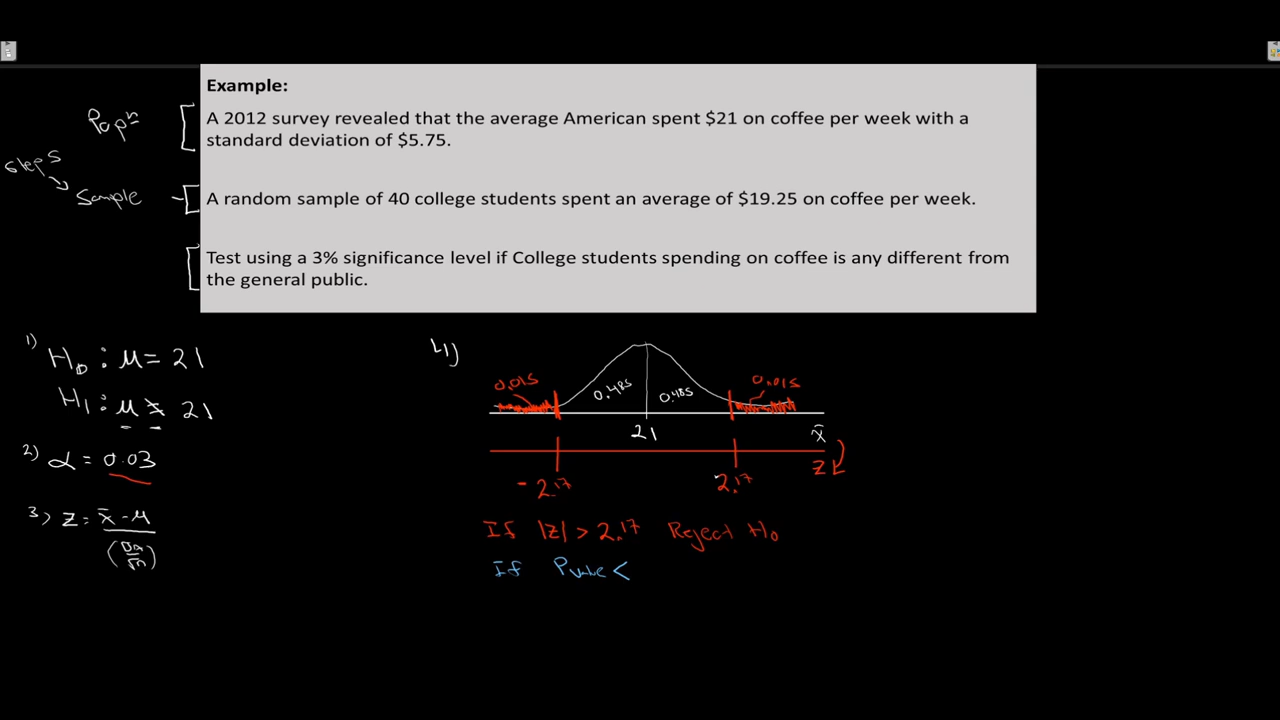 Example:
A 2012 survey revealed that the average American spent $21 on coffee per week with a
standard deviation of $5.75.
A random sample of 40 college students spent an average of $19.25 on coffee per week.
Test using a 3% significance level if College students spending on coffee is any different from
the general public.
Popⁿ
Steps
Sample
1)
H₀ : μ = 21
H₁ : μ ≠ 21
2) α = 0.03
3) z = x̄ - μ
(σx/√n)
4)
0.015 0.485 0.485 0.015
21 x̄
z
-2.17 2.17
If |z| > 2.17 Reject H₀
If Pvalue <